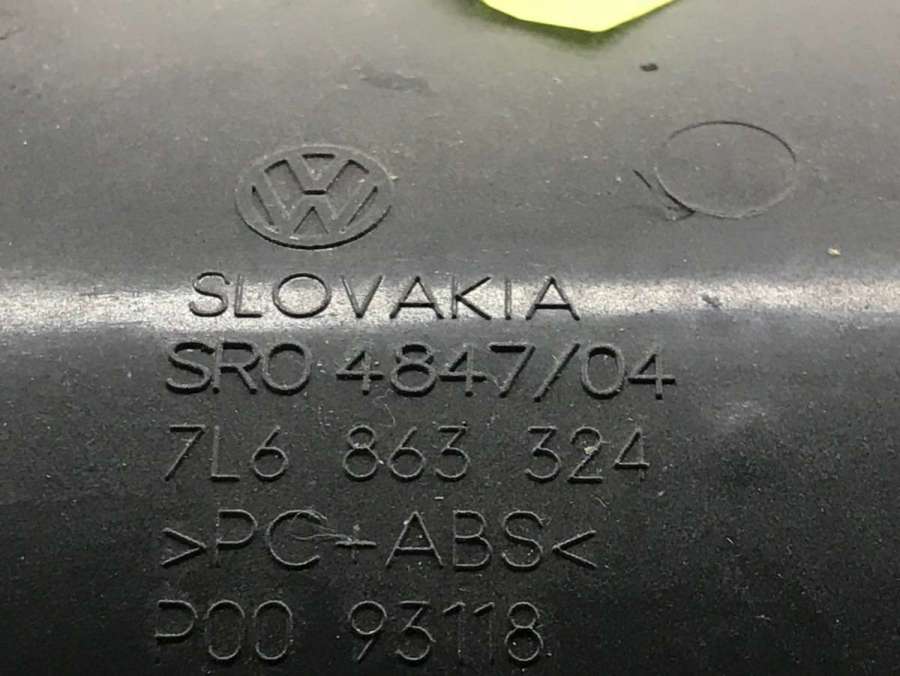 VW
SLOVAKIA
SRO 4847/04
7L6 863 324
>PC-ABS<
P00 93118